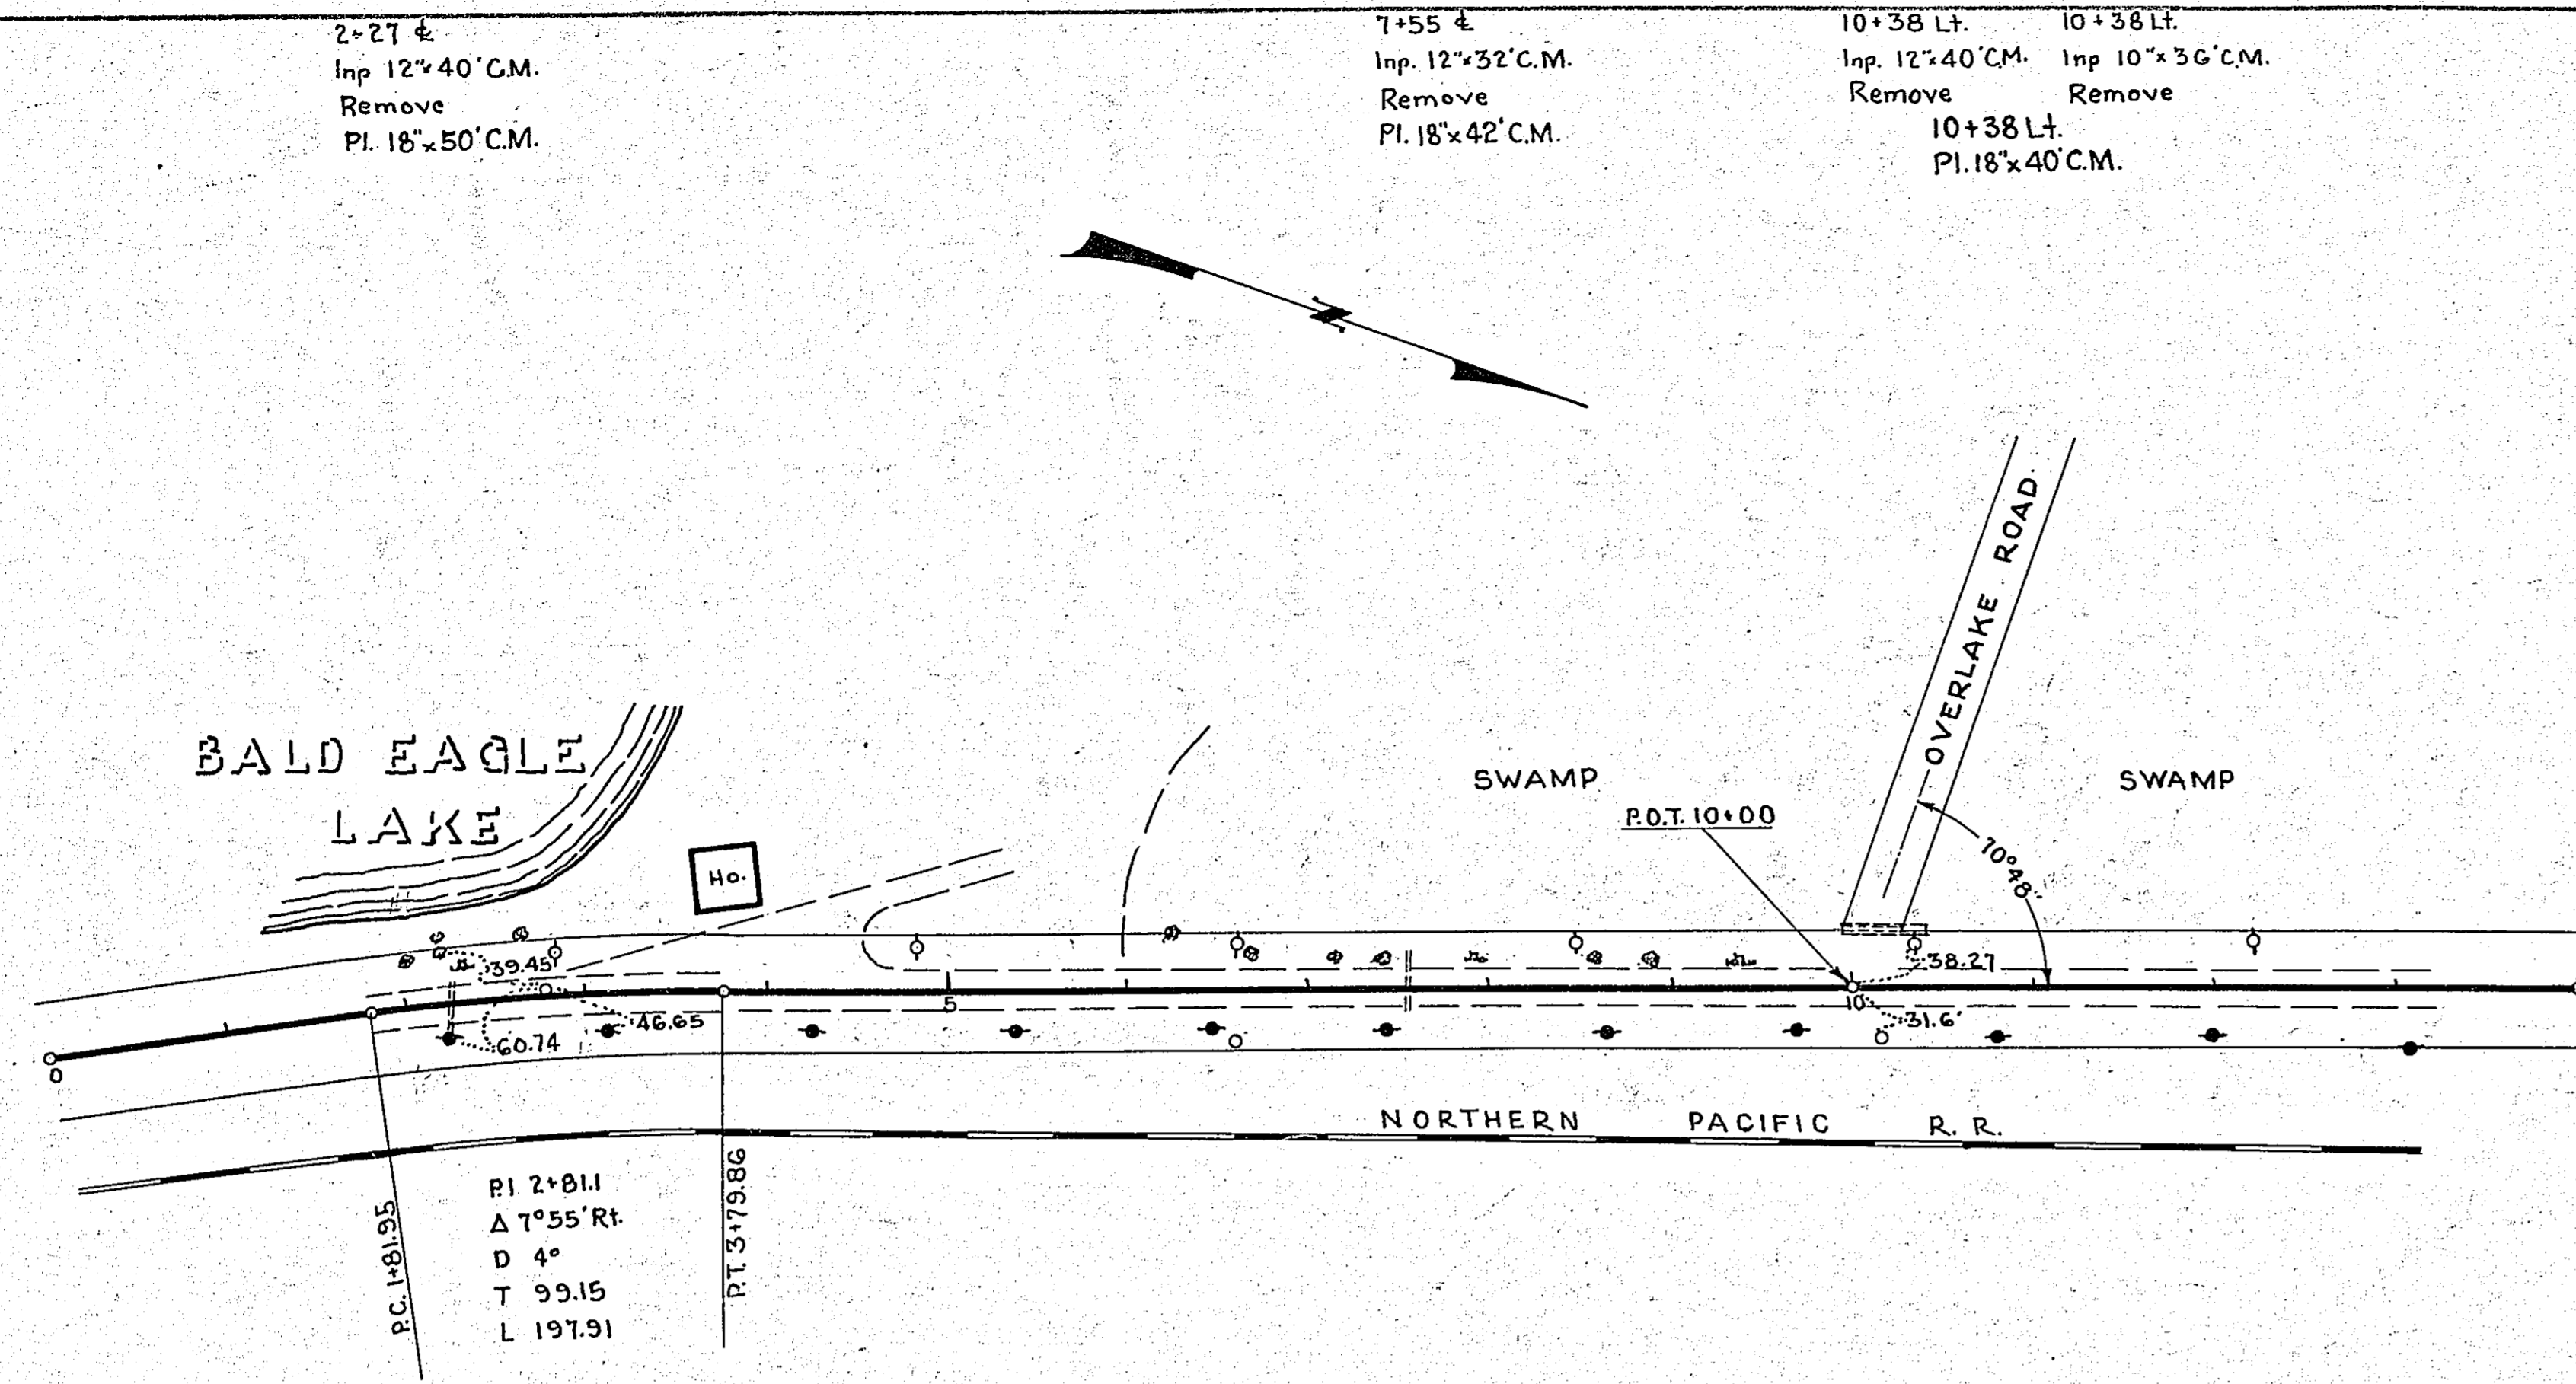 2+27 ℄
Inp 12"x40' C.M.
Remove
Pl. 18"x50' C.M.
7+55 ℄
Inp. 12"x32' C.M.
Remove
Pl. 18"x42' C.M.
10+38 Lt.
Inp. 12"x40' C.M.
Remove
10+38 Lt.
Inp 10"x36' C.M.
Remove
10+38 Lt.
Pl. 18"x40' C.M.
OVERLAKE ROAD
BALD EAGLE
LAKE
SWAMP
SWAMP
P.O.T. 10+00
70°48'
Ho.
39.45
38.27
46.65
60.74
31.6'
0
5
10
NORTHERN PACIFIC R. R.
P.C. 1+81.95
P.I 2+81.1
Δ 7°55' Rt.
D 4°
T 99.15
L 197.91
P.T. 3+79.86